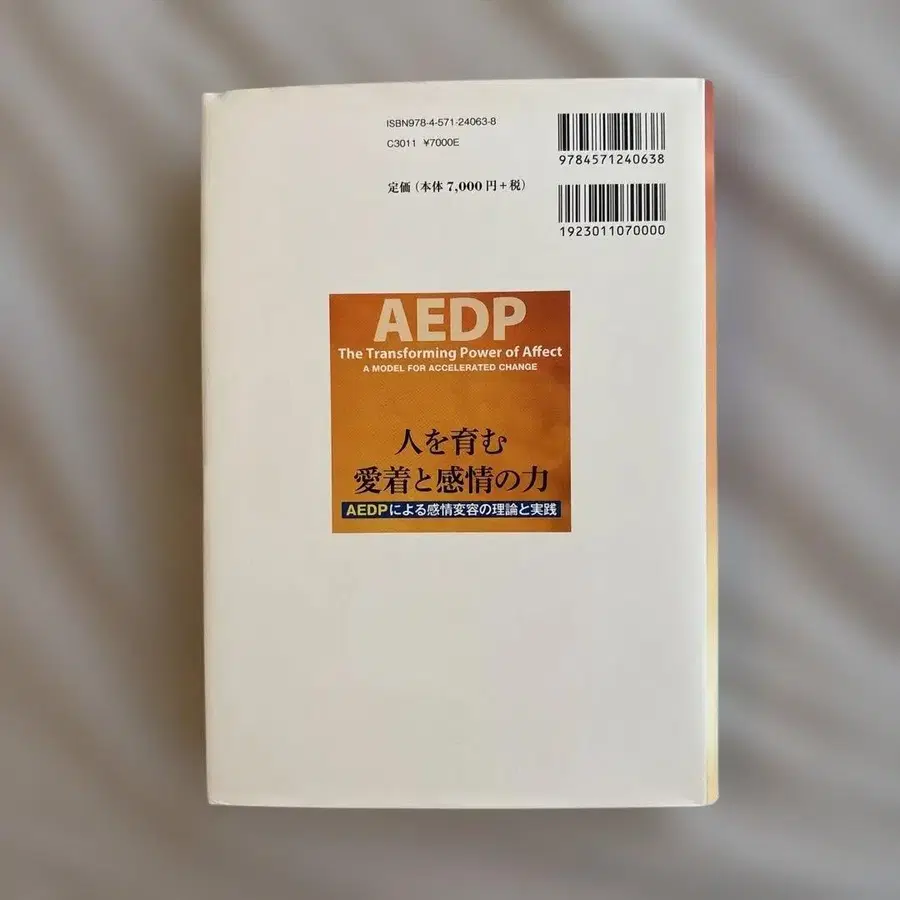 ISBN978-4-571-24063-8
C3011 ¥7000E
定価（本体 7,000 円＋税）
9784571240638
1923011070000
AEDP
The Transforming Power of Affect
A MODEL FOR ACCELERATED CHANGE
人を育む
愛着と感情の力
AEDPによる感情変容の理論と実践